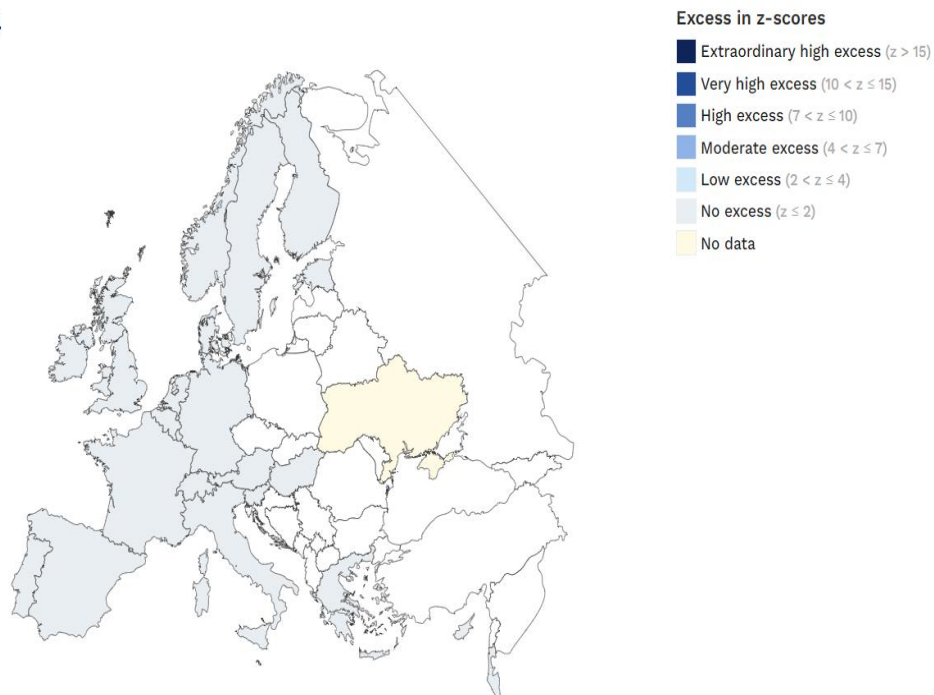 Excess in z-scores
Extraordinary high excess (z > 15)
Very high excess (10 < z ≤ 15)
High excess (7 < z ≤ 10)
Moderate excess (4 < z ≤ 7)
Low excess (2 < z ≤ 4)
No excess (z ≤ 2)
No data